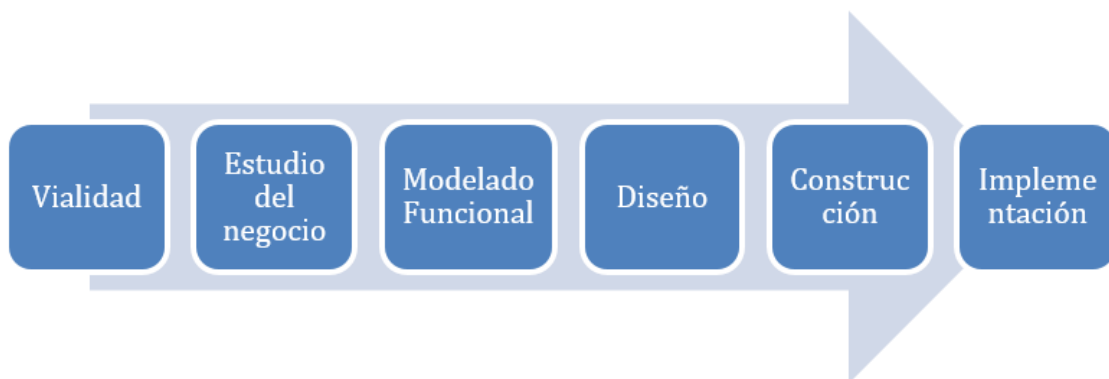 Vialidad
Estudio
del
negocio
Modelado
Funcional
Diseño
Construc
ción
Impleme
ntación